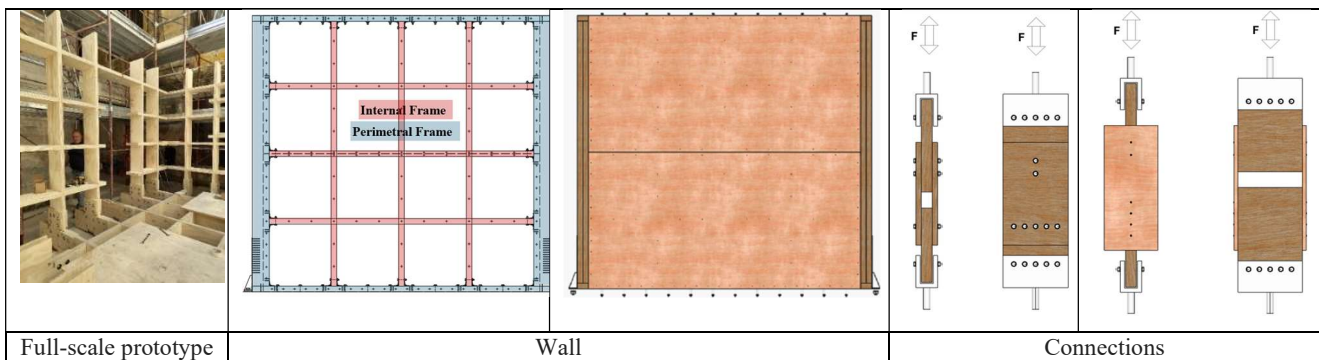 Internal Frame
Perimetral Frame
F
F
F
F
Full-scale prototype
Wall
Connections